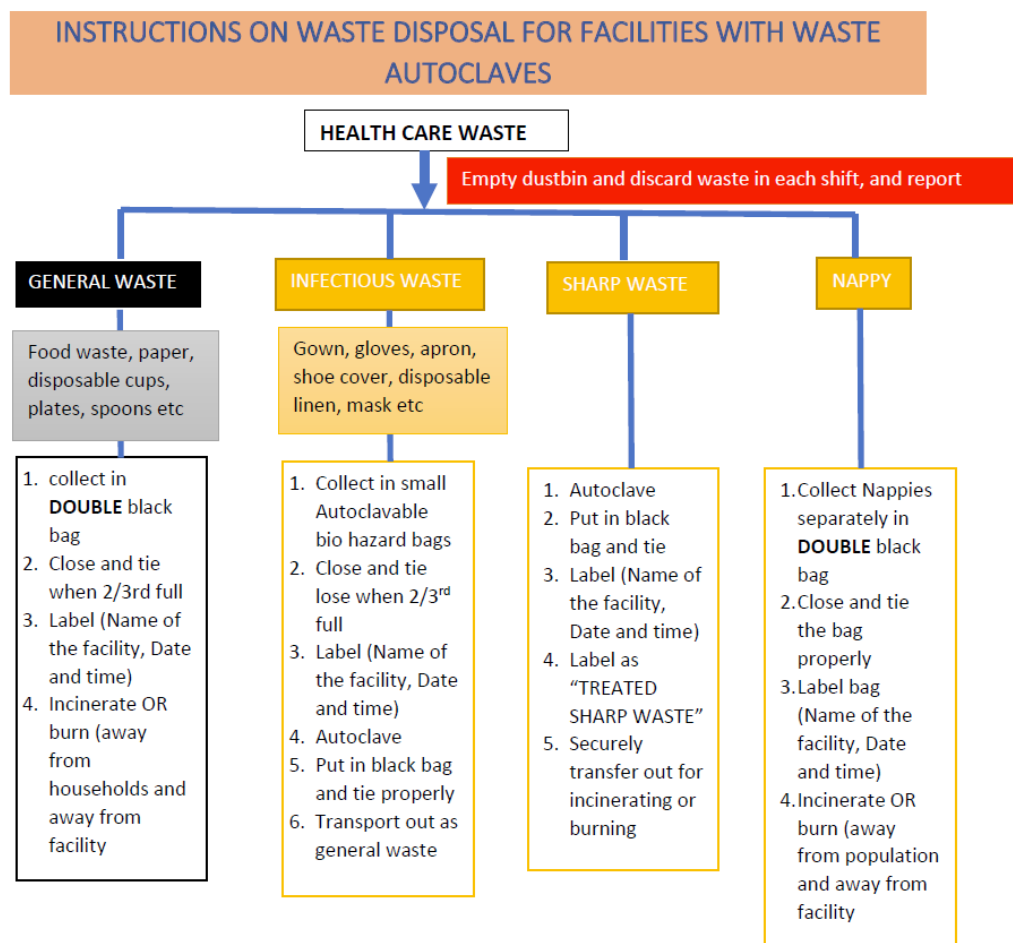 INSTRUCTIONS ON WASTE DISPOSAL FOR FACILITIES WITH WASTE
AUTOCLAVES
HEALTH CARE WASTE
Empty dustbin and discard waste in each shift, and report
GENERAL WASTE
Food waste, paper,
disposable cups,
plates, spoons etc
1. collect in
DOUBLE black
bag
2. Close and tie
when 2/3rd full
3. Label (Name of
the facility, Date
and time)
4. Incinerate OR
burn (away
from
households and
away from
facility
INFECTIOUS WASTE
Gown, gloves, apron,
shoe cover, disposable
linen, mask etc
1. Collect in small
Autoclavable
bio hazard bags
2. Close and tie
lose when 2/3rd
full
3. Label (Name of
the facility, Date
and time)
4. Autoclave
5. Put in black bag
and tie properly
6. Transport out as
general waste
SHARP WASTE
1. Autoclave
2. Put in black
bag and tie
3. Label (Name of
the facility,
Date and time)
4. Label as
“TREATED
SHARP WASTE”
5. Securely
transfer out for
incinerating or
burning
NAPPY
1.Collect Nappies
separately in
DOUBLE black
bag
2.Close and tie
the bag
properly
3.Label bag
(Name of the
facility, Date
and time)
4.Incinerate OR
burn (away
from population
and away from
facility